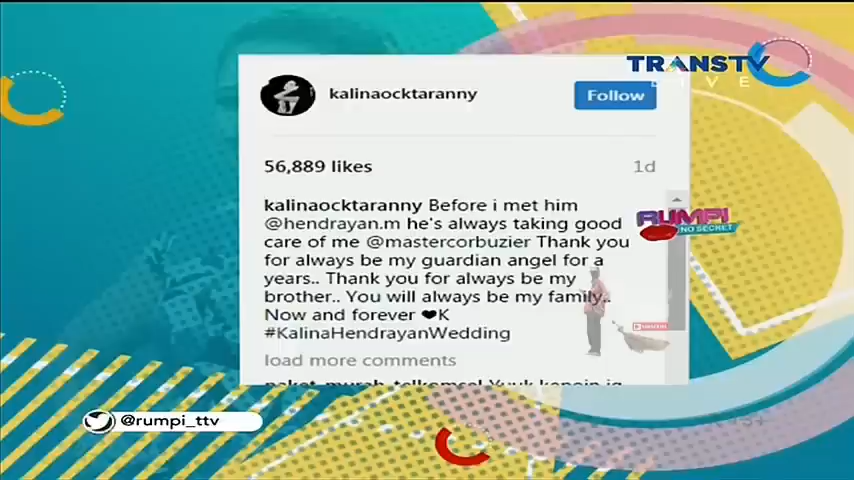 TRANSTV
LIVE
kalinaocktaranny
Follow
56,889 likes
1d
kalinaocktaranny Before i met him
@hendrayan.m he's always taking good
care of me @mastercorbuzier Thank you
for always be my guardian angel for a
years.. Thank you for always be my
brother.. You will always be my family..
Now and forever ❤K
#KalinaHendrayanWedding
load more comments
RUMPI
NO SECRET
@rumpi_ttv